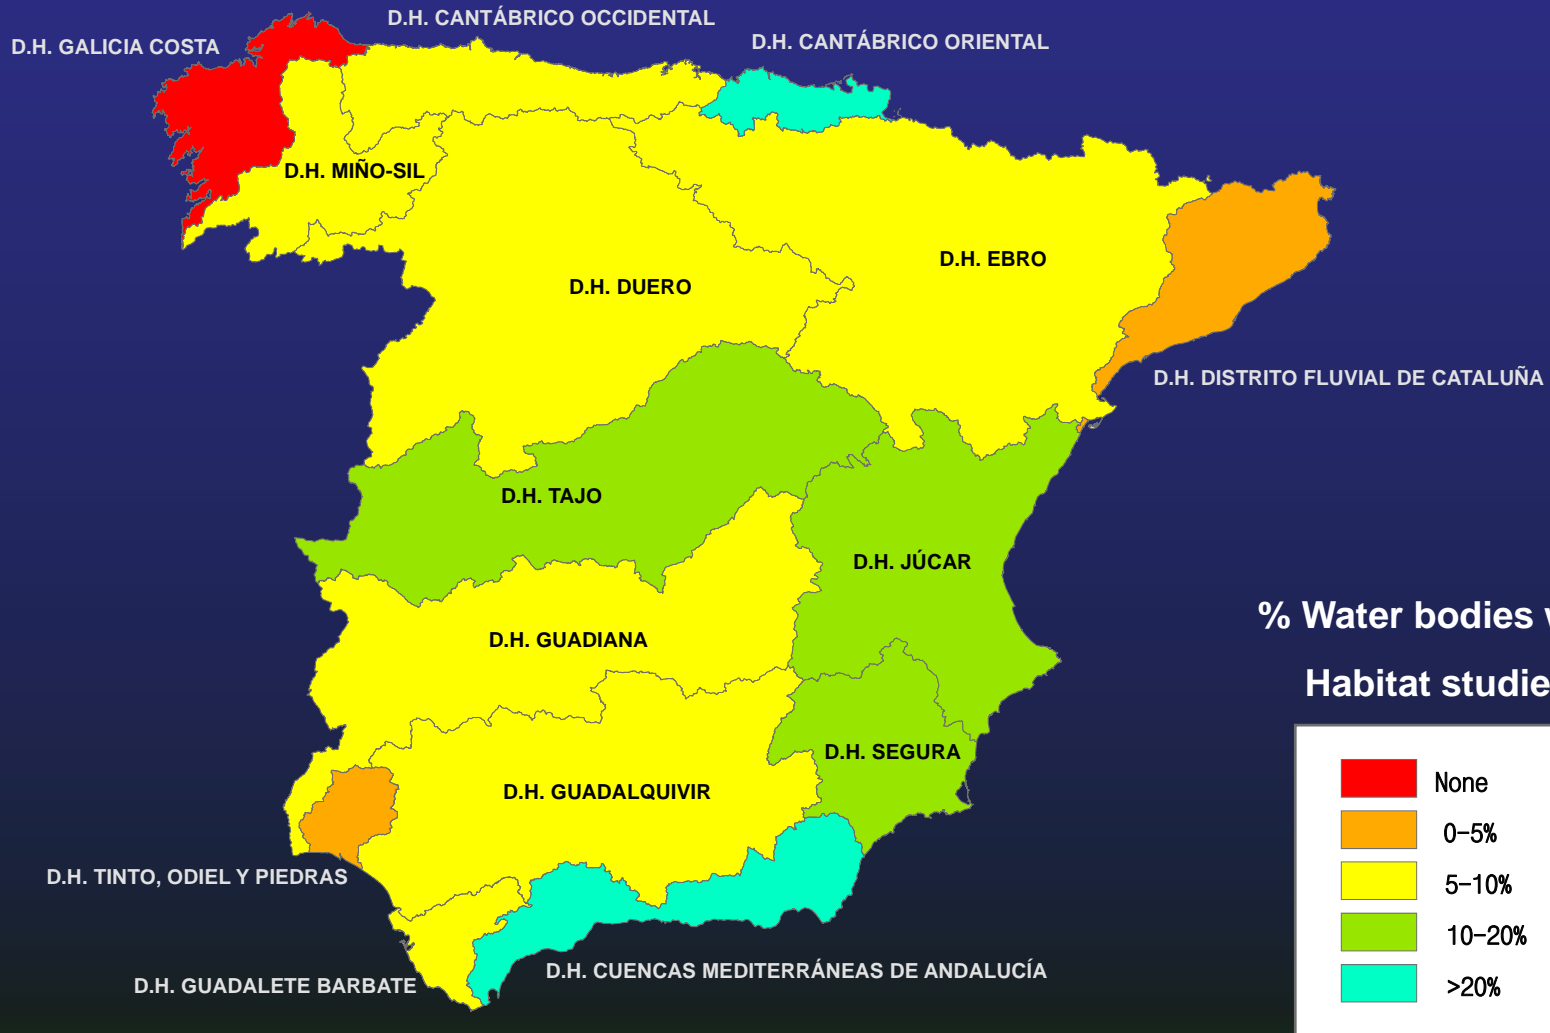 D.H. CANTÁBRICO OCCIDENTAL
D.H. GALICIA COSTA
D.H. CANTÁBRICO ORIENTAL
D.H. MIÑO-SIL
D.H. EBRO
D.H. DUERO
D.H. DISTRITO FLUVIAL DE CATALUÑA
D.H. TAJO
D.H. JÚCAR
D.H. GUADIANA
D.H. SEGURA
D.H. GUADALQUIVIR
D.H. TINTO, ODIEL Y PIEDRAS
D.H. CUENCAS MEDITERRÁNEAS DE ANDALUCÍA
D.H. GUADALETE BARBATE
% Water bodies
Habitat studie
None
0-5%
5-10%
10-20%
>20%